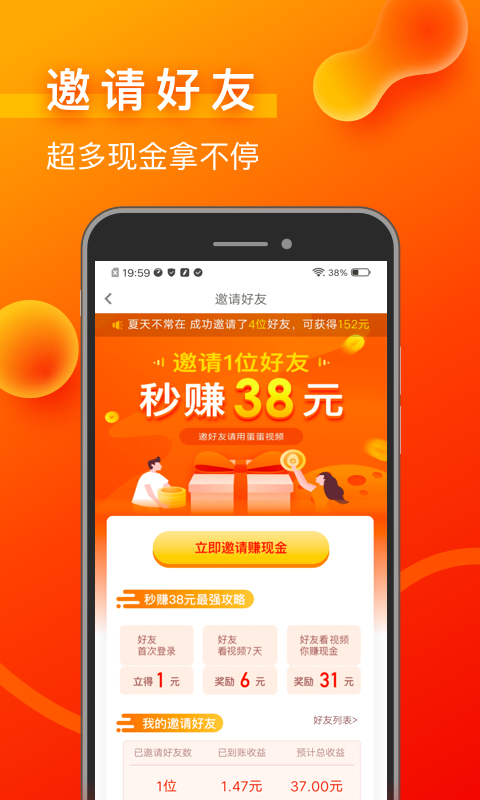 邀请好友
超多现金拿不停
19:59
38%
邀请好友
夏天不常在 成功邀请了4位好友，可获得152元
邀请1位好友
秒赚38元
邀好友请用蛋蛋视频
立即邀请赚现金
秒赚38元最强攻略
好友
首次登录
立得1元
好友
看视频7天
奖励6元
好友看视频
你赚现金
奖励31元
我的邀请好友
好友列表>
已邀请好友数 已到账收益 预计总收益
1位 1.47元 37.00元